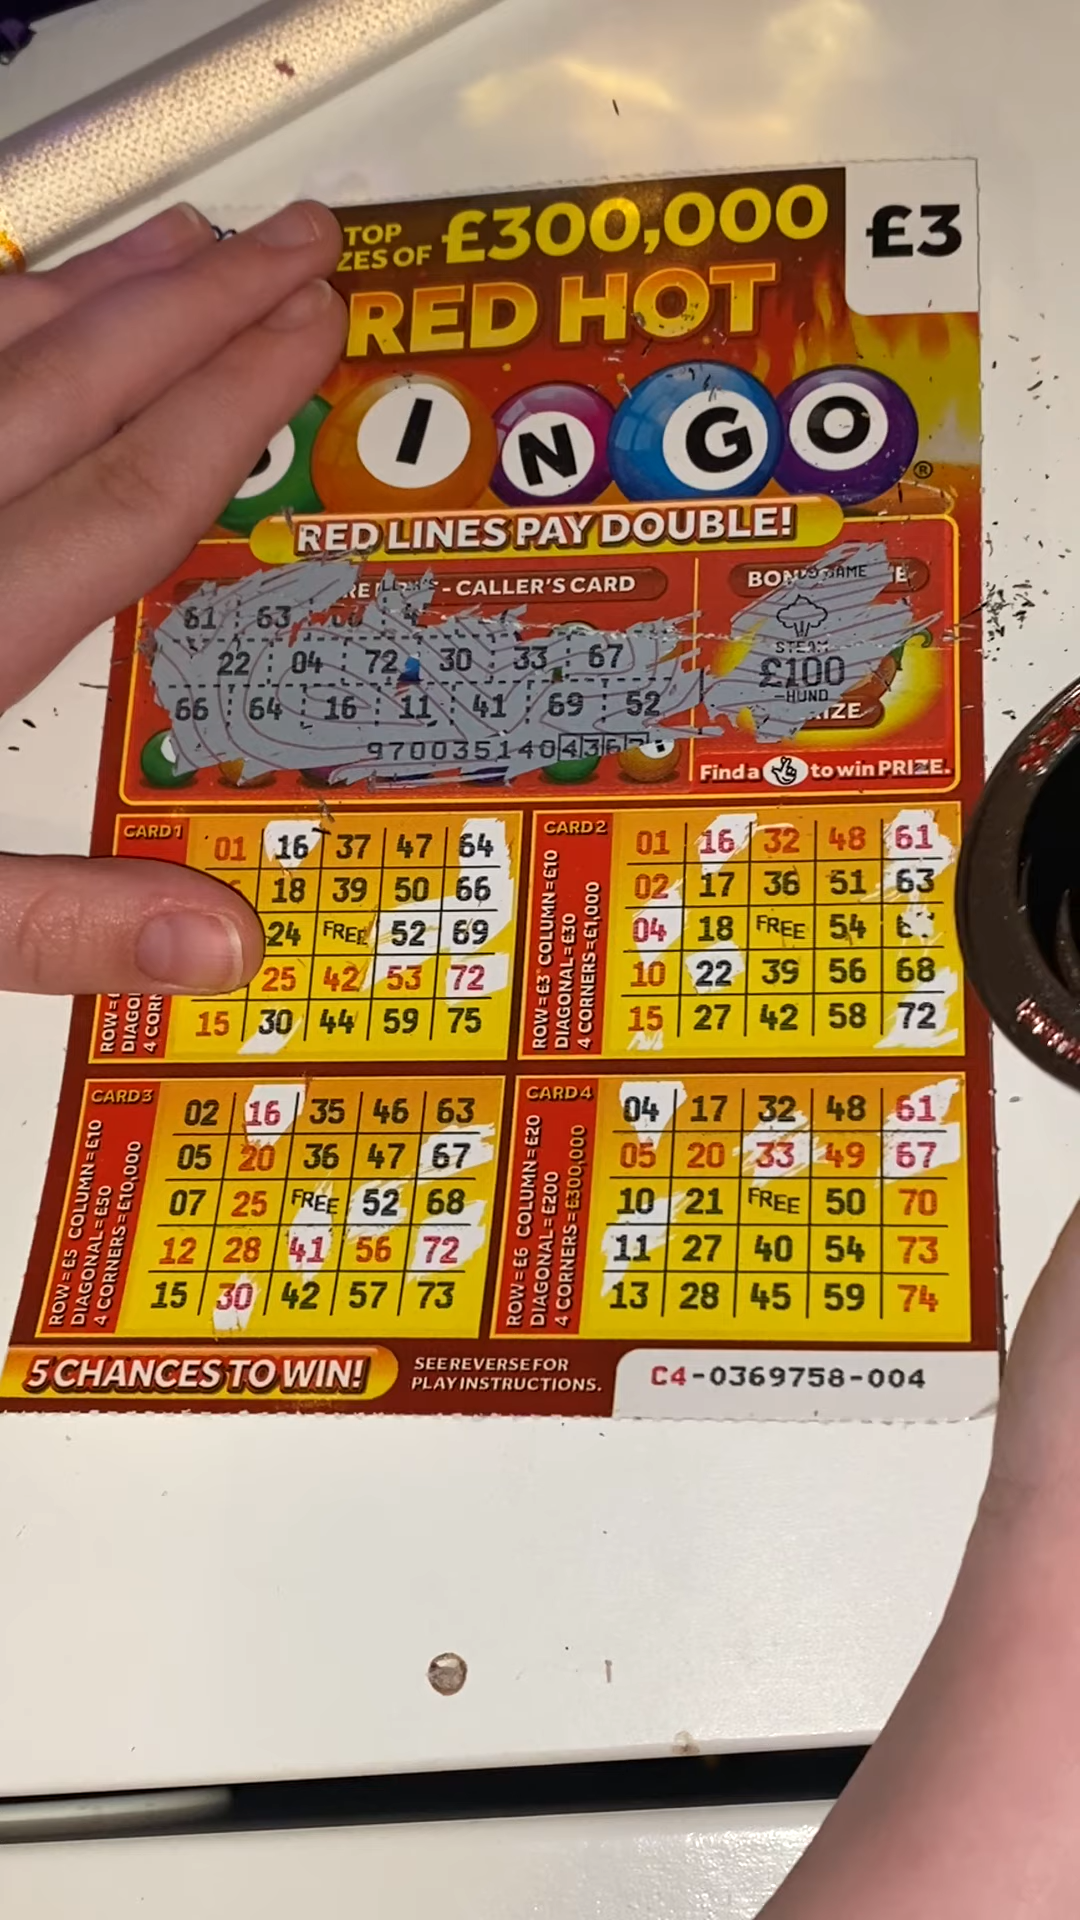 TOP £300,000
ZES OF
£3
RED HOT
I N G O ®
RED LINES PAY DOUBLE!
- CALLER'S CARD
61 63
22 04 72 30 33 67
66 64 16 11 41 69 52
STEAM
£100
-HUND
Find a to win PRIZE.
CARD 1
01 16 37 47 64
18 39 50 66
24 FREE 52 69
25 42 53 72
15 30 44 59 75
CARD 2
ROW = £3 COLUMN = £10
DIAGONAL = £30
4 CORNERS = £1,000
01 16 32 48 61
02 17 36 51 63
04 18 FREE 54
10 22 39 56 68
15 27 42 58 72
CARD 3
ROW = £5 COLUMN = £10
DIAGONAL = £50
4 CORNERS = £10,000
02 16 35 46 63
05 20 36 47 67
07 25 FREE 52 68
12 28 41 56 72
15 30 42 57 73
CARD 4
ROW = £6 COLUMN = £20
DIAGONAL = £200
4 CORNERS = £300,000
04 17 32 48 61
05 20 33 49 67
10 21 FREE 50 70
11 27 40 54 73
13 28 45 59 74
5 CHANCES TO WIN!
SEE REVERSE FOR
PLAY INSTRUCTIONS.
C4-0369758-004